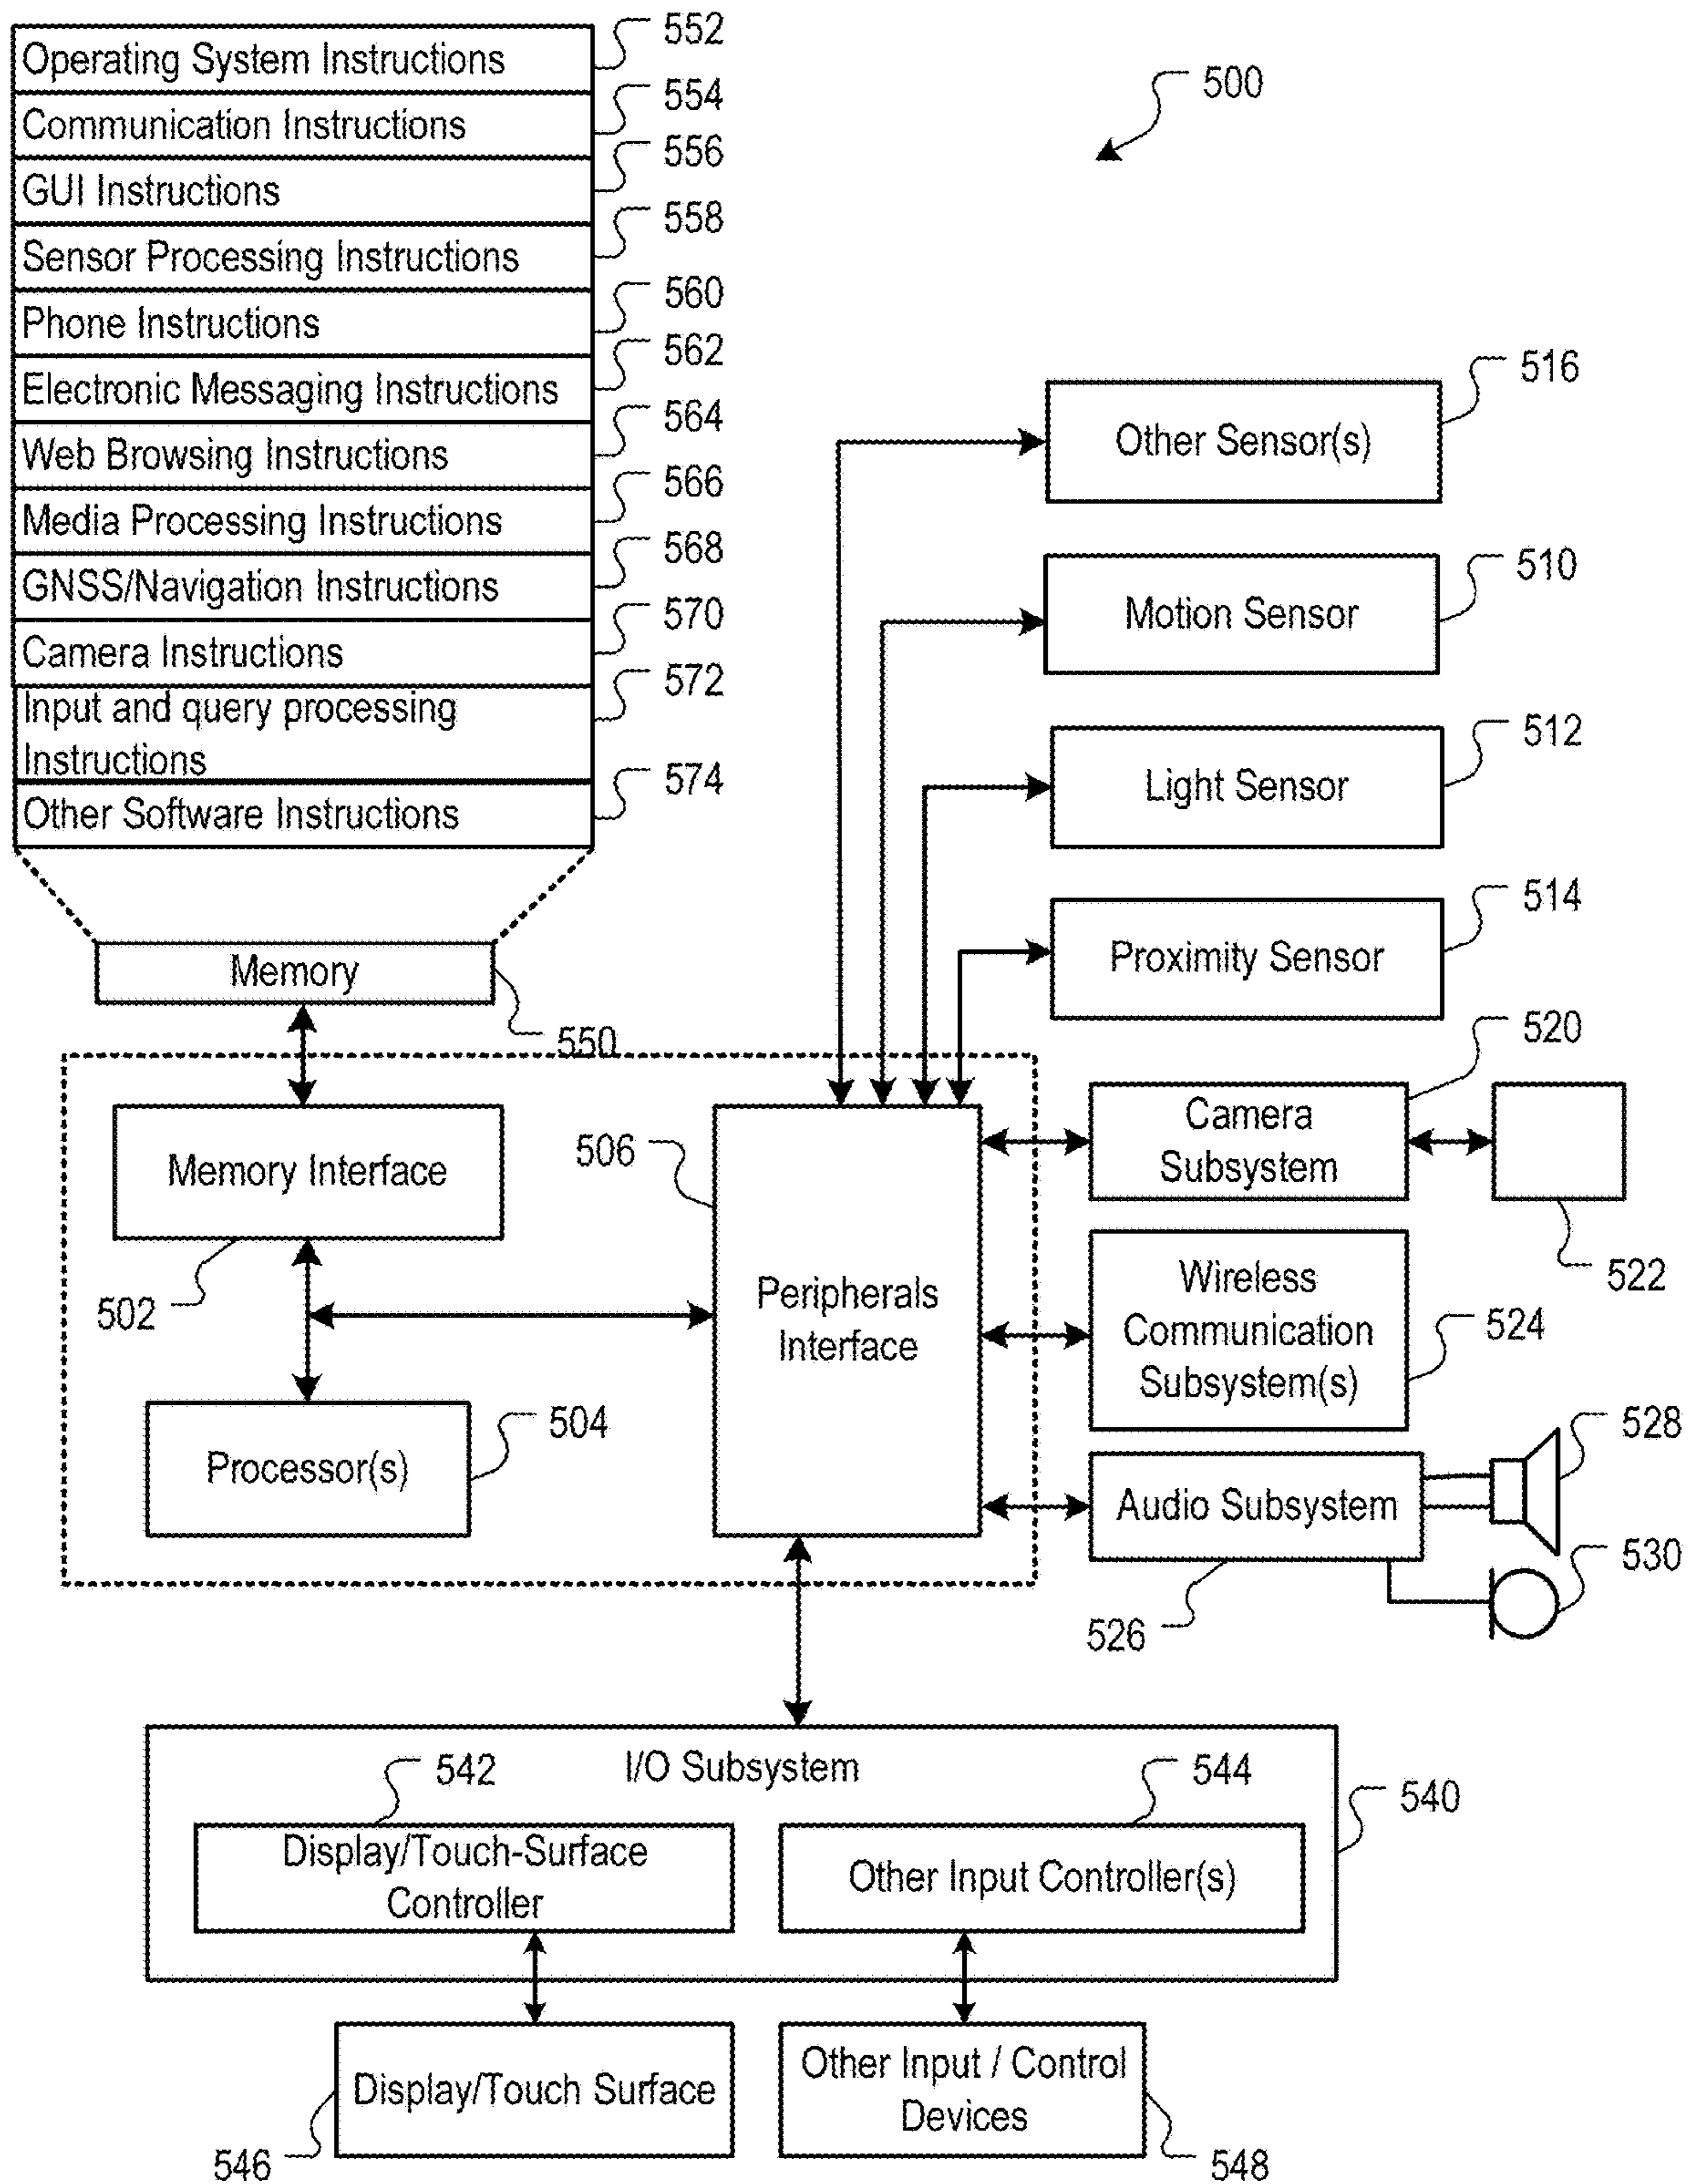 552
Operating System Instructions
554
Communication Instructions
556
GUI Instructions
558
Sensor Processing Instructions
560
Phone Instructions
562
Electronic Messaging Instructions
564
Web Browsing Instructions
566
Media Processing Instructions
568
GNSS/Navigation Instructions
570
Camera Instructions
572
Input and query processing
Instructions
574
Other Software Instructions
Memory
550
500
516
Other Sensor(s)
510
Motion Sensor
512
Light Sensor
514
Proximity Sensor
520
Camera
Subsystem
522
Memory Interface
502
506
Peripherals
Interface
Wireless
Communication
Subsystem(s)
524
Processor(s)
504
Audio Subsystem
528
530
526
I/O Subsystem
542
544
540
Display/Touch-Surface
Controller
Other Input Controller(s)
Display/Touch Surface
546
Other Input / Control
Devices
548